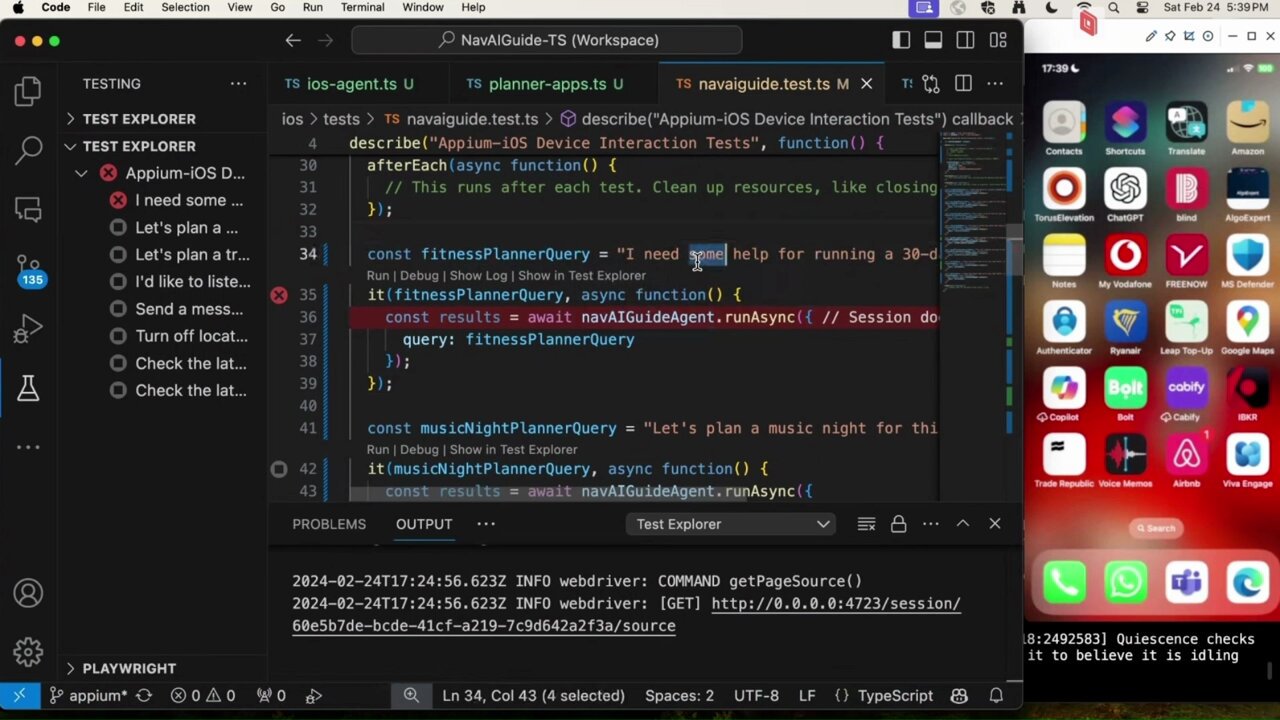 Code File Edit Selection View Go Run Terminal Window Help Sat Feb 24 5:39 PM
NavAIGuide-TS (Workspace)
TESTING
TEST EXPLORER
TEST EXPLORER
Appium-iOS D...
I need some ...
Let's plan a ...
Let's plan a tr...
I'd like to liste...
Send a mess...
Turn off locat...
Check the lat...
Check the lat...
135
PLAYWRIGHT
TS ios-agent.ts U TS planner-apps.ts U TS navaiguide.test.ts M
ios > tests > TS navaiguide.test.ts > describe("Appium-iOS Device Interaction Tests") callback
4 describe("Appium-iOS Device Interaction Tests", function() {
30 afterEach(async function() {
31 // This runs after each test. Clean up resources, like closing
32 });
33
34 const fitnessPlannerQuery = "I need some help for running a 30-d
Run | Debug | Show Log | Show in Test Explorer
35 it(fitnessPlannerQuery, async function() {
36 const results = await navAIGuideAgent.runAsync({ // Session do
37 query: fitnessPlannerQuery
38 });
39 });
40
41 const musicNightPlannerQuery = "Let's plan a music night for thi
Run | Debug | Show in Test Explorer
42 it(musicNightPlannerQuery, async function() {
43 const results = await navAIGuideAgent.runAsync({
PROBLEMS OUTPUT Test Explorer
2024-02-24T17:24:56.623Z INFO webdriver: COMMAND getPageSource()
2024-02-24T17:24:56.623Z INFO webdriver: [GET] http://0.0.0.0:4723/session/
60e5b7de-bcde-41cf-a219-7c9d642a2f3a/source
appium* 0 0 0 Ln 34, Col 43 (4 selected) Spaces: 2 UTF-8 LF {} TypeScript
17:39 100
Contacts Shortcuts Translate Amazon
TorusElevation ChatGPT blind AlgoExpert
Notes My Vodafone FREENOW MS Defender
Authenticator Ryanair Leap Top-Up Google Maps
Copilot Bolt Cabify IBKR
Trade Republic Voice Memos Airbnb Viva Engage
Search
18:2492583] Quiescence checks
it to believe it is idling